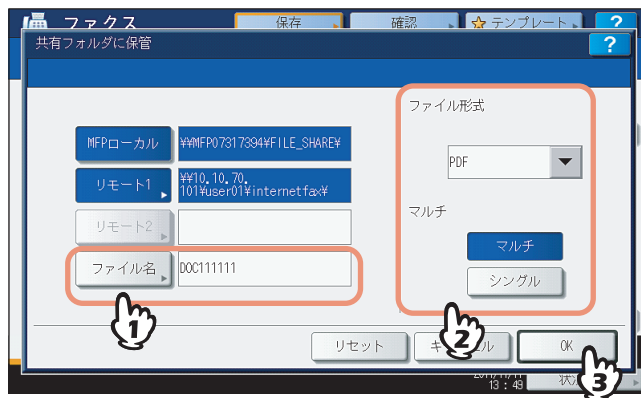 ファクス
保存
確認
テンプレート
?
共有フォルダに保管
?
ファイル形式
MFPローカル
¥¥MFP07317394¥FILE_SHARE¥
PDF
リモート1
¥¥10.10.70.
101¥user01¥internetfax¥
マルチ
リモート2
マルチ
ファイル名
DOC111111
シングル
1
2
リセット
OK
3
13:49